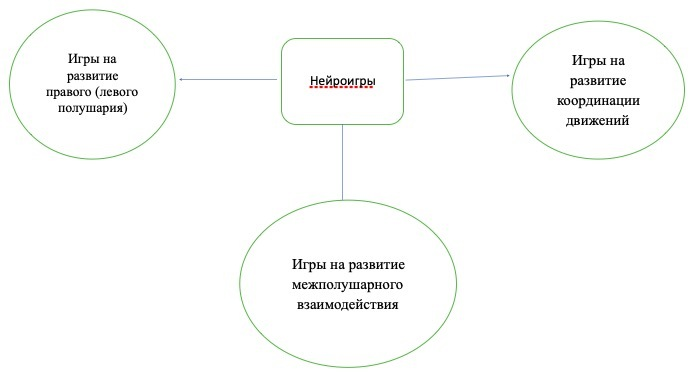 Игры на
развитие
правого (левого
полушария)
Нейроигры
Игры на
развитие
координации
движений
Игры на развитие
межполушарного
взаимодействия